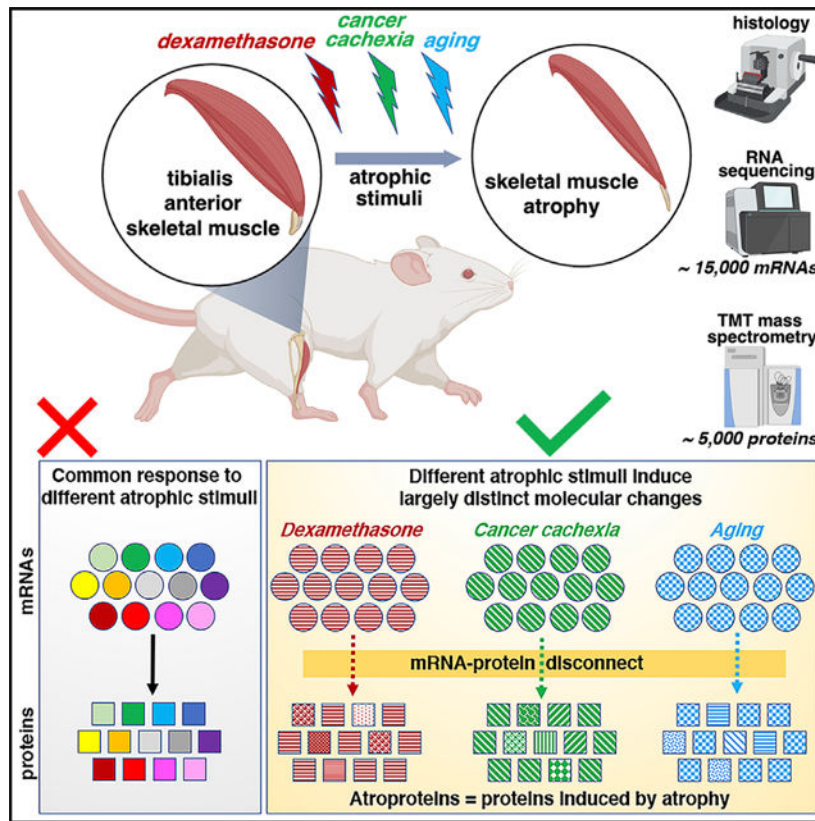 dexamethasone
cancer
cachexia
aging
histology
tibialis
anterior
skeletal muscle
atrophic
stimuli
skeletal muscle
atrophy
RNA
sequencing
~ 15,000 mRNAs
TMT mass
spectrometry
~ 5,000 proteins
Common response to
different atrophic stimuli
mRNAs
proteins
Different atrophic stimuli induce
largely distinct molecular changes
Dexamethasone
Cancer cachexia
Aging
mRNA-protein disconnect
Atroproteins = proteins induced by atrophy